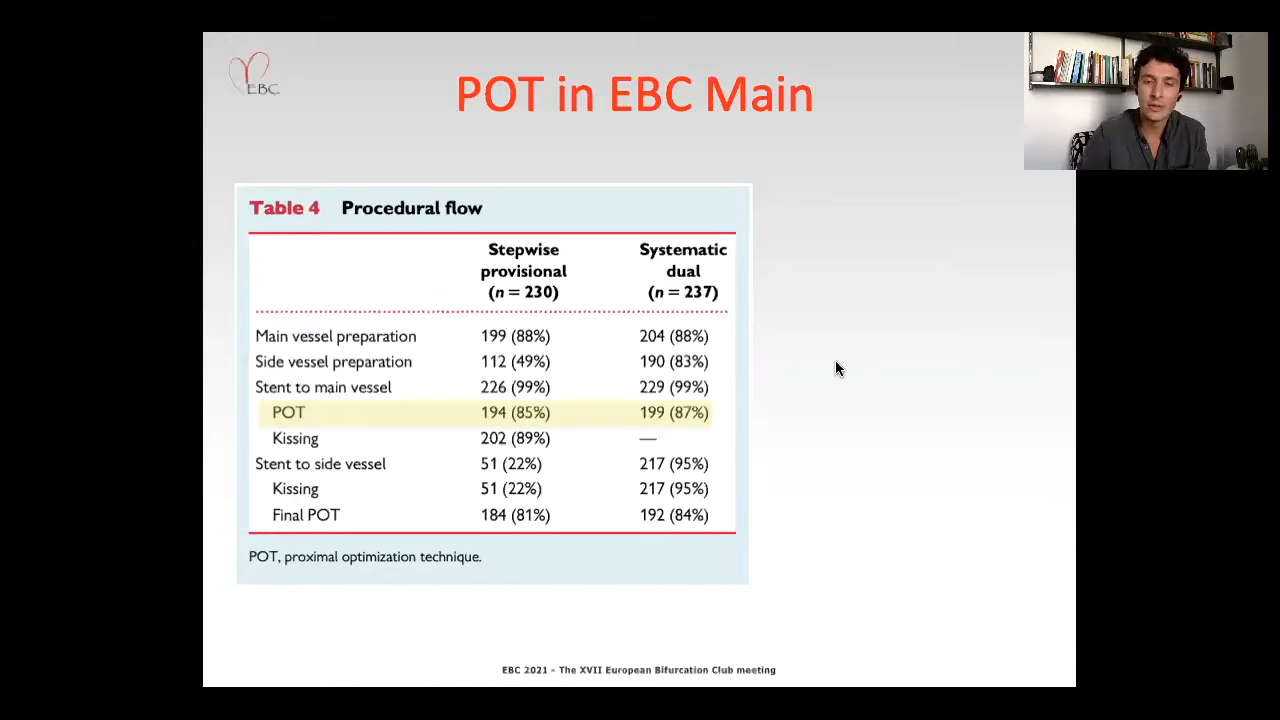 EBC
POT in EBC Main
Table 4 Procedural flow
Stepwise provisional (n = 230) Systematic dual (n = 237)
Main vessel preparation 199 (88%) 204 (88%)
Side vessel preparation 112 (49%) 190 (83%)
Stent to main vessel 226 (99%) 229 (99%)
POT 194 (85%) 199 (87%)
Kissing 202 (89%) —
Stent to side vessel 51 (22%) 217 (95%)
Kissing 51 (22%) 217 (95%)
Final POT 184 (81%) 192 (84%)
POT, proximal optimization technique.
EBC 2021 - The XVII European Bifurcation Club meeting